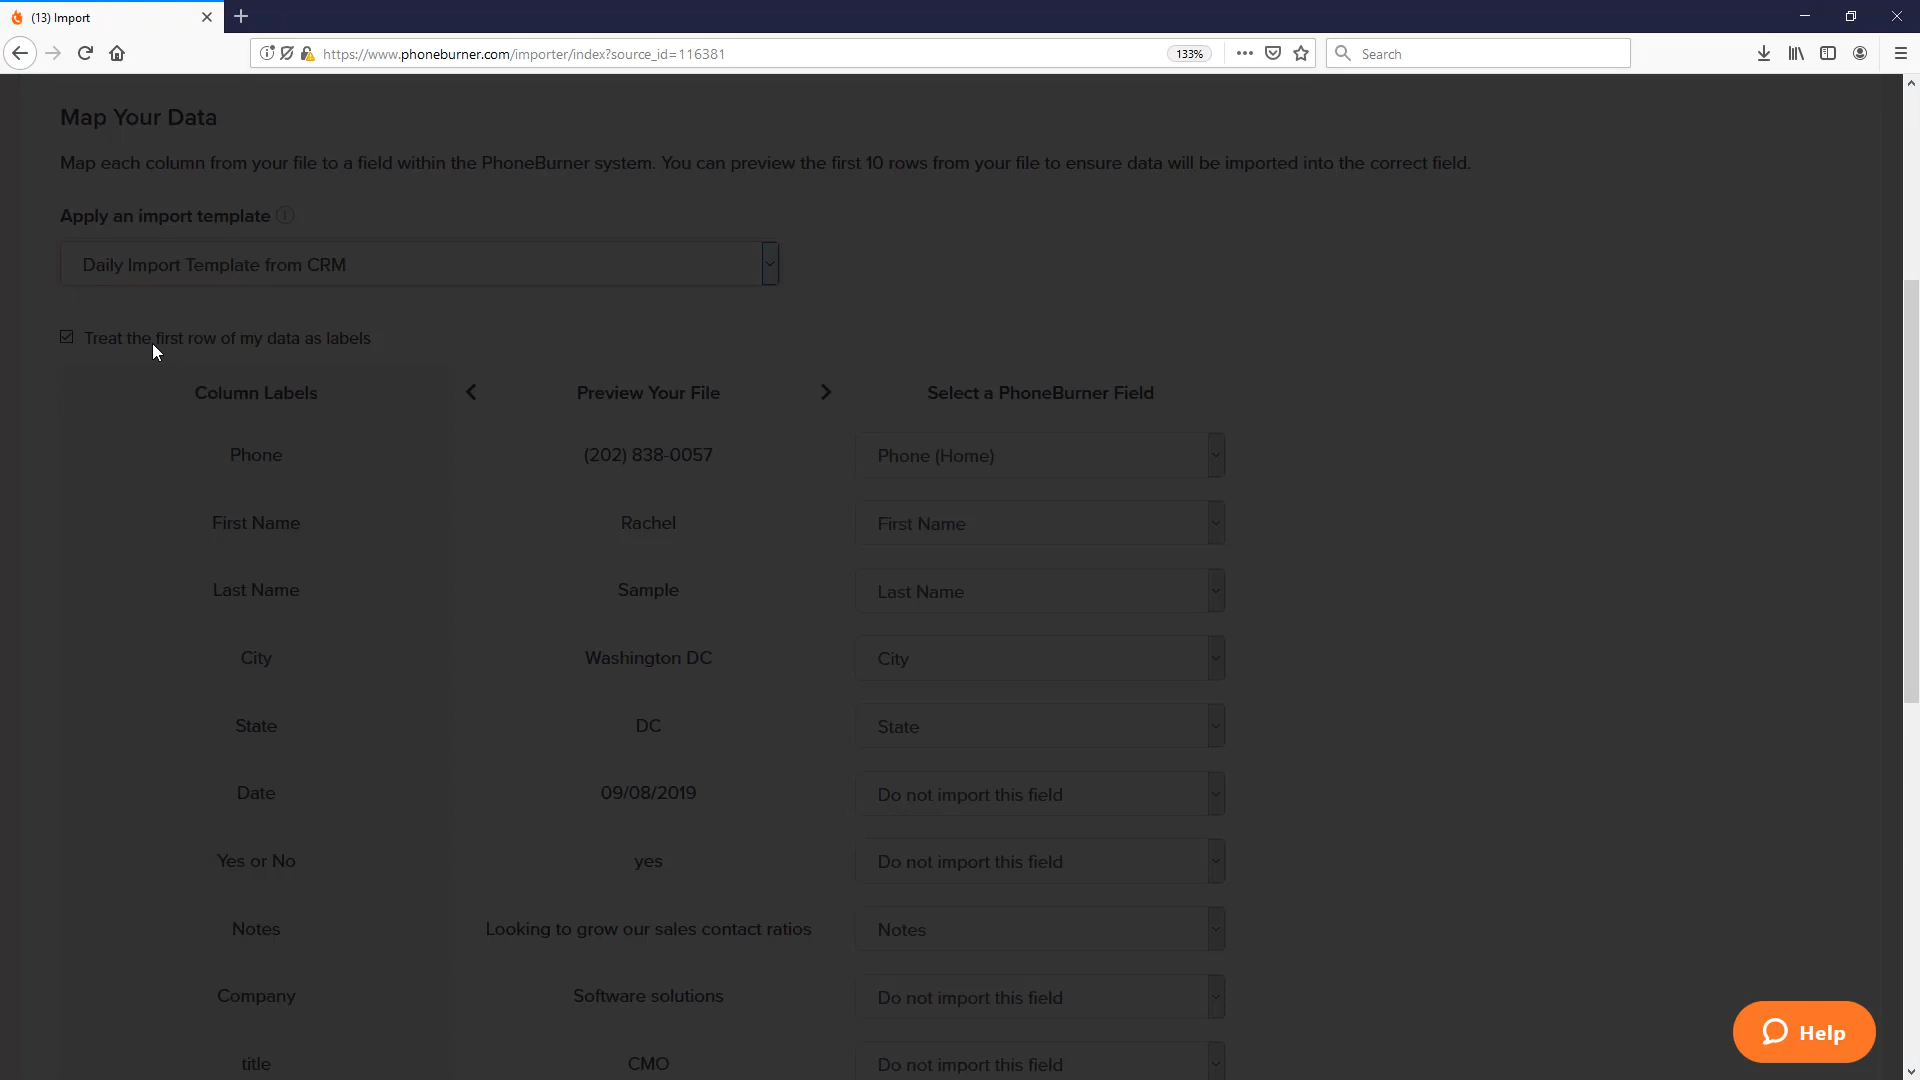 (13) Import
https://www.phoneburner.com/importer/index?source_id=116381
133%
Search
Map Your Data
Map each column from your file to a field within the PhoneBurner system. You can preview the first 10 rows from your file to ensure data will be imported into the correct field.
Apply an import template
Daily Import Template from CRM
Treat the first row of my data as labels
Column Labels Preview Your File Select a PhoneBurner Field
Phone (202) 838-0057 Phone (Home)
First Name Rachel First Name
Last Name Sample Last Name
City Washington DC City
State DC State
Date 09/08/2019 Do not import this field
Yes or No yes Do not import this field
Notes Looking to grow our sales contact ratios Notes
Company Software solutions Do not import this field
title CMO Do not import this field
Help